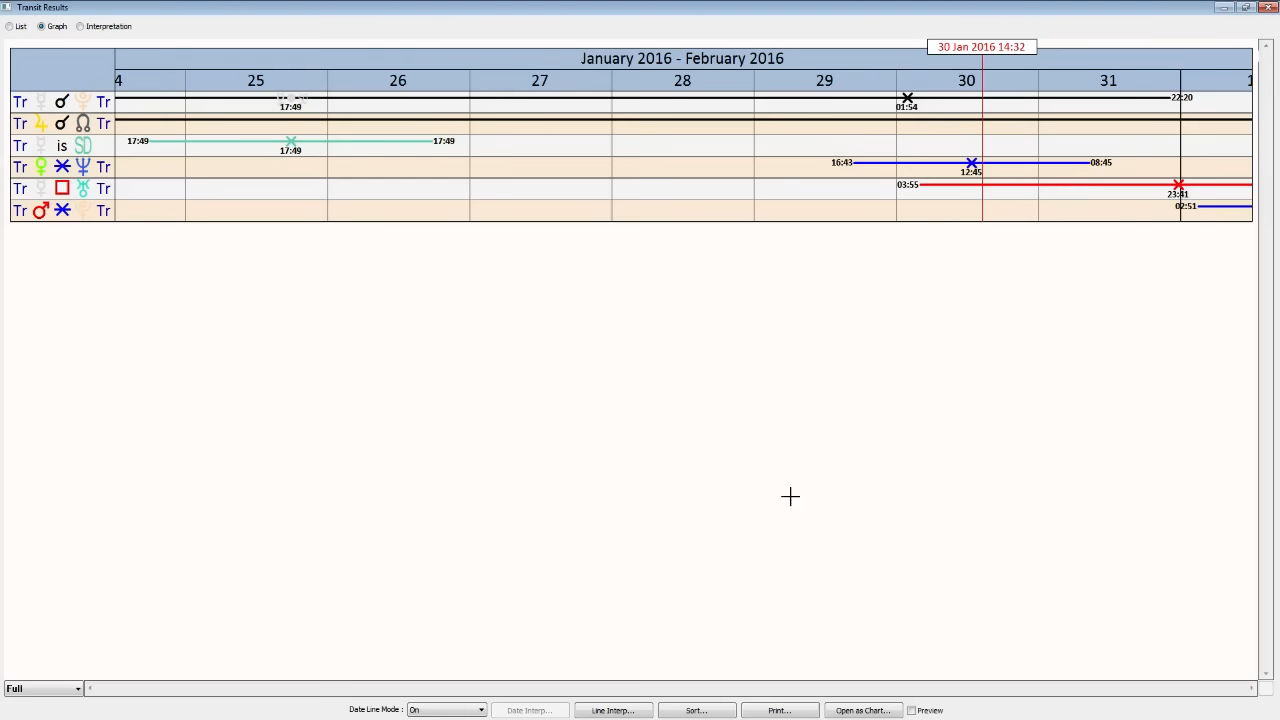 Transit Results
List Graph Interpretation
30 Jan 2016 14:32
January 2016 - February 2016
4 25 26 27 28 29 30 31 1
Tr ☿ ☌ Tr 17:49 01:54 22:20
Tr ♃ ☌ ☊ Tr
Tr ☿ is SD 17:49 17:49 17:49
Tr ♀ ⚹ ♆ Tr 16:43 12:45 08:45
Tr ☿ □ ♅ Tr 03:55 23:41
Tr ♂ ⚹ Tr 02:51
Full
Date Line Mode : On Date Interp... Line Interp... Sort... Print... Open as Chart... Preview